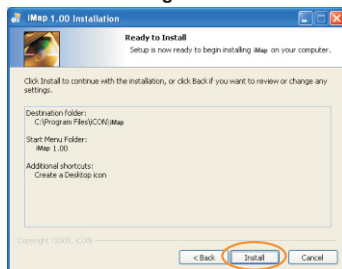 iMap 1.00 Installation
Ready to Install
Setup is now ready to begin installing iMap on your computer.
Click Install to continue with the installation, or click Back if you want to review or change any
settings.
Destination folder:
C:\Program Files\iCON\iMap
Start Menu Folder:
iMap 1.00
Additional shortcuts:
Create a Desktop icon
< Back
Install
Cancel